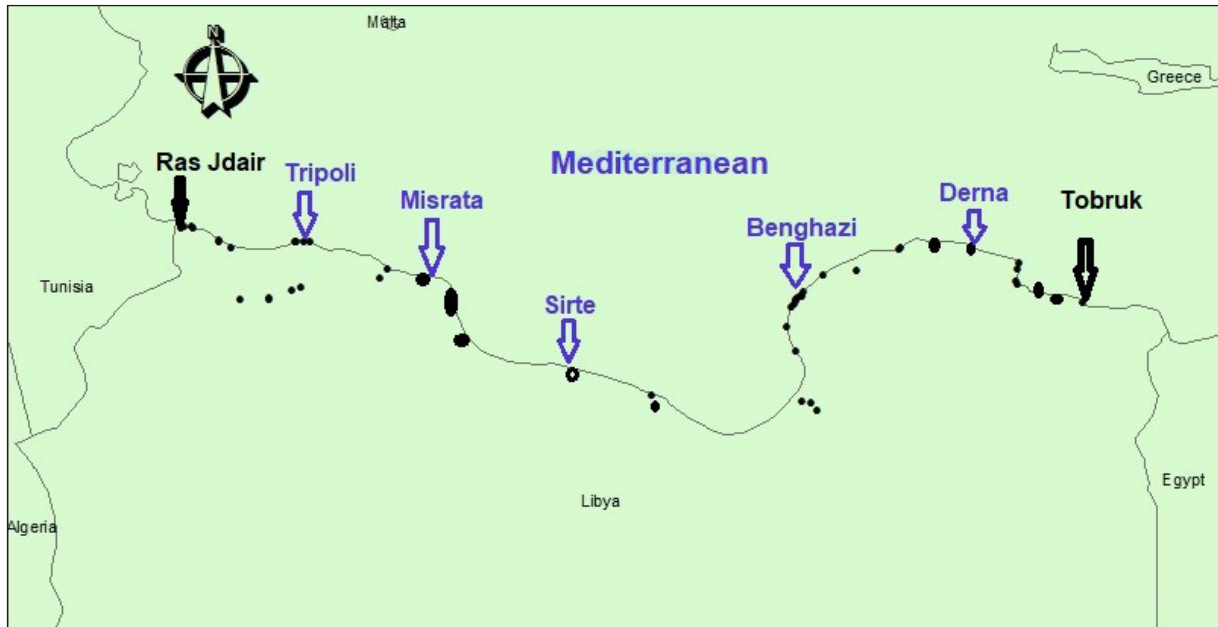 Malta
N
Greece
Ras Jdair
Tripoli
Mediterranean
Misrata
Derna
Tobruk
Benghazi
Tunisia
Sirte
Libya
Egypt
Algeria